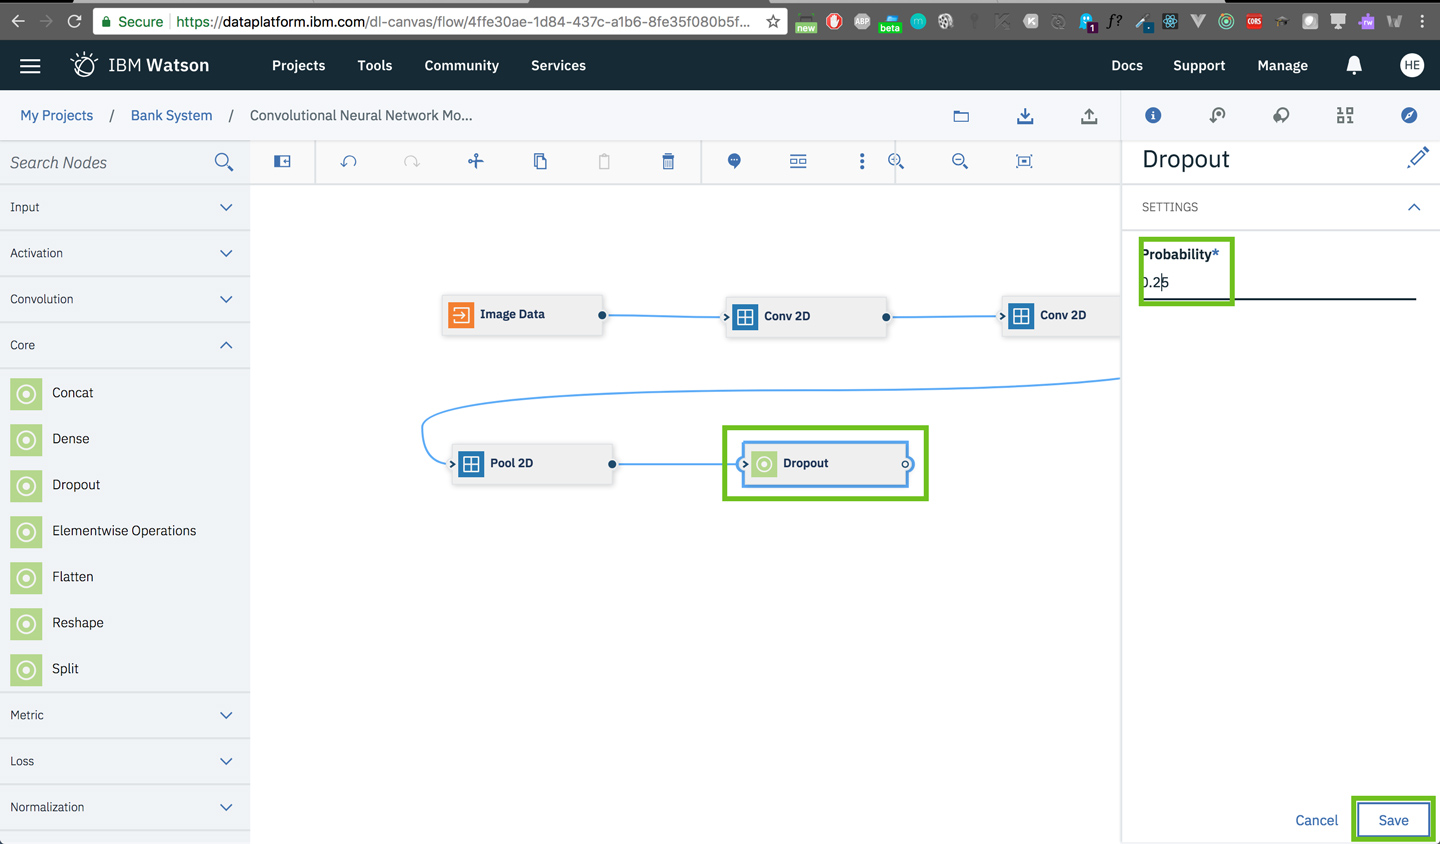 Secure https://dataplatform.ibm.com/dl-canvas/flow/4ffe30ae-1d84-437c-a1b6-8fe35f080b5f...
new
ABP
beta
m
K
1
f?
CORS
rw
IBM Watson
Projects Tools Community Services
Docs Support Manage HE
My Projects / Bank System / Convolutional Neural Network Mo...
Search Nodes
Dropout
Input
SETTINGS
Activation
Probability*
0.25
Convolution
Image Data
Conv 2D
Conv 2D
Core
Concat
Dense
Pool 2D
Dropout
Dropout
Elementwise Operations
Flatten
Reshape
Split
Metric
Loss
Normalization
Cancel Save